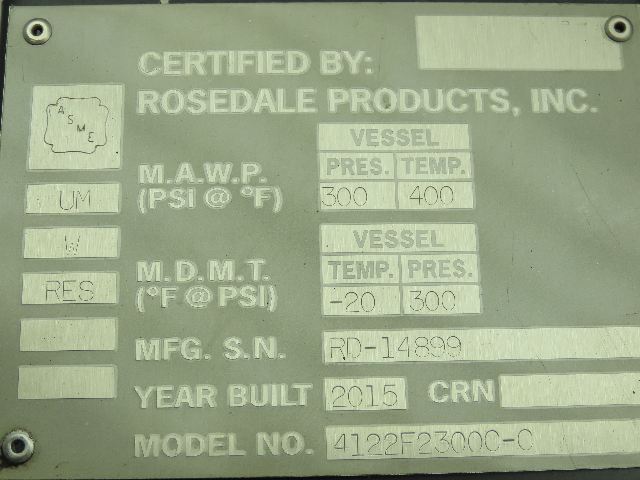 CERTIFIED BY:
ROSEDALE PRODUCTS, INC.
ASME
VESSEL
M.A.W.P. PRES. TEMP.
UM (PSI @ °F) 300 400
W VESSEL
M.D.M.T. TEMP. PRES.
RES (°F @ PSI) -20 300
MFG. S.N. RD-14899
YEAR BUILT 2015 CRN
MODEL NO. 4122F2300C-C